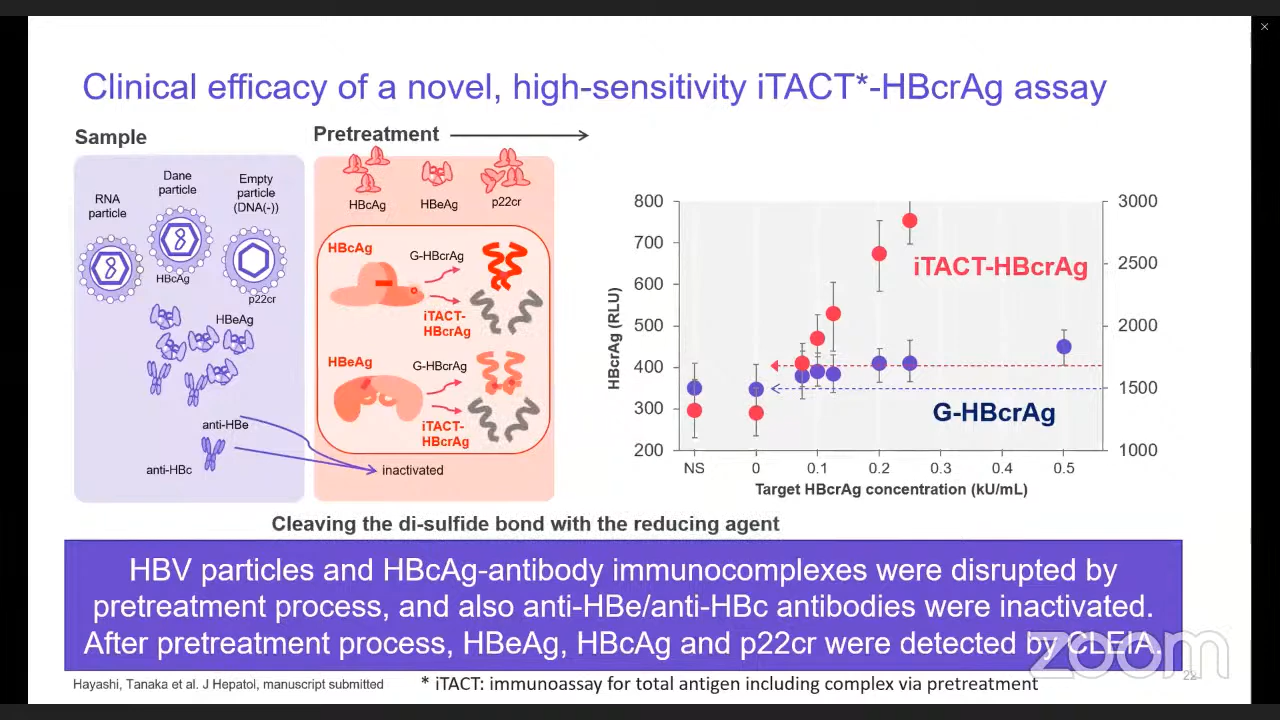 Clinical efficacy of a novel, high-sensitivity iTACT*-HBcrAg assay
Sample
Pretreatment
RNA
particle
Dane
particle
Empty
particle
(DNA(-))
HBcAg
p22cr
HBeAg
anti-HBe
anti-HBc
HBcAg
HBeAg
p22cr
HBcAg
G-HBcrAg
iTACT-
HBcrAg
HBeAg
G-HBcrAg
iTACT-
HBcrAg
inactivated
Cleaving the di-sulfide bond with the reducing agent
HBcrAg (RLU)
800
700
600
500
400
300
200
3000
2500
2000
1500
1000
iTACT-HBcrAg
G-HBcrAg
NS 0 0.1 0.2 0.3 0.4 0.5
Target HBcrAg concentration (kU/mL)
HBV particles and HBcAg-antibody immunocomplexes were disrupted by
pretreatment process, and also anti-HBe/anti-HBc antibodies were inactivated.
After pretreatment process, HBeAg, HBcAg and p22cr were detected by CLEIA.
zoom
22
Hayashi, Tanaka et al. J Hepatol, manuscript submitted
* iTACT: immunoassay for total antigen including complex via pretreatment